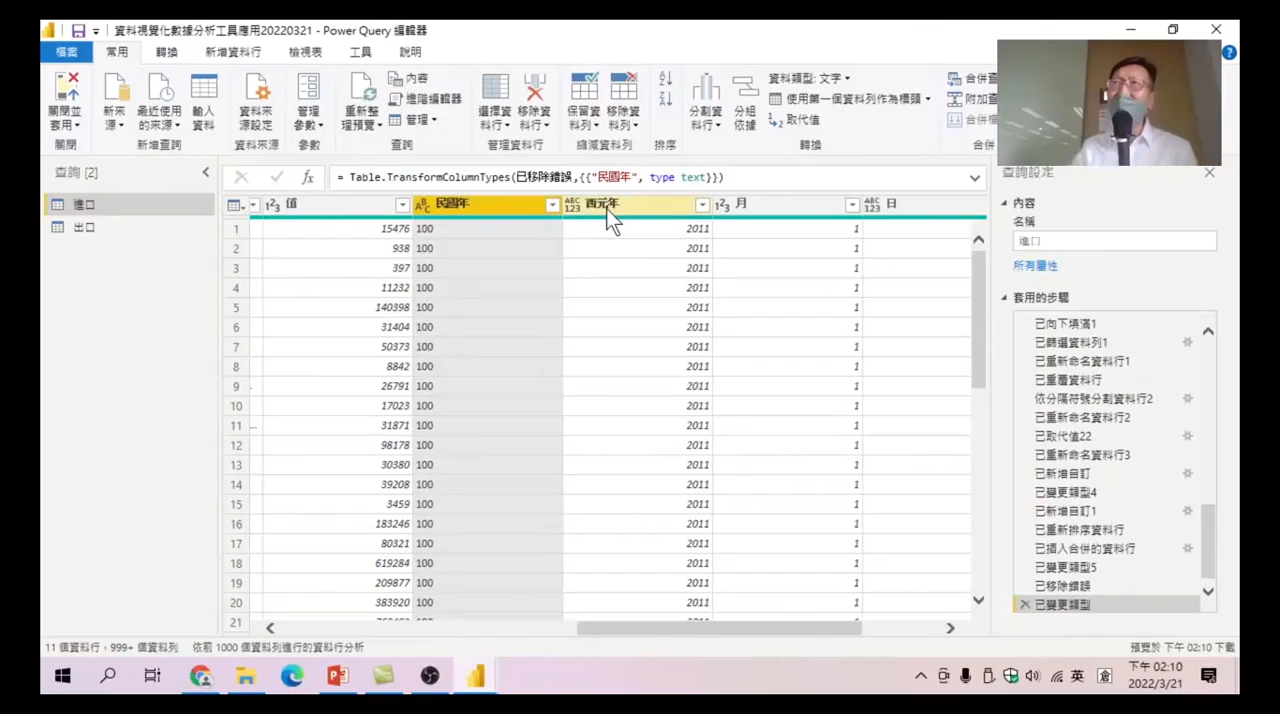 資料視覺化數據分析工具應用20220321 - Power Query 編輯器
檔案 常用 轉換 新增資料行 檢視表 工具 說明
關閉並套用 新來源 最近使用的來源 輸入資料 資料來源設定 管理參數 重新整理預覽 內容 進階編輯器 管理 選擇資料行 移除資料行 保留資料列 移除資料列 分割資料行 分組依據 資料類型: 文字 使用第一個資料列作為標頭 取代值 合併查 附加查 合併檔
關閉 新增查詢 資料來源 參數 查詢 管理資料行 縮減資料列 排序 轉換 合併
查詢 [2]
進口
出口
fx = Table.TransformColumnTypes(已移除錯誤,{{"民國年", type text}})
1²3 值 ABC 民國年 ABC123 西元年 1²3 月 ABC123 日
1 15476 100 2011 1
2 938 100 2011 1
3 397 100 2011 1
4 11232 100 2011 1
5 140398 100 2011 1
6 31404 100 2011 1
7 50373 100 2011 1
8 8842 100 2011 1
9 26791 100 2011 1
10 17023 100 2011 1
11 31871 100 2011 1
12 98178 100 2011 1
13 30380 100 2011 1
14 39208 100 2011 1
15 3459 100 2011 1
16 183246 100 2011 1
17 80321 100 2011 1
18 619284 100 2011 1
19 209877 100 2011 1
20 383920 100 2011 1
21
查詢設定
內容
名稱
進口
所有屬性
套用的步驟
已向下填滿1
已篩選資料列1
已重新命名資料行1
已重覆資料行
依分隔符號分割資料行2
已重新命名資料行2
已取代值22
已重新命名資料行3
已新增自訂
已變更類型4
已新增自訂1
已重新排序資料行
已插入合併的資料行
已變更類型5
已移除錯誤
已變更類型
11 個資料行，999+ 個資料列 依前 1000 個資料列進行的資料行分析 預覽於 下午 02:10 下載
英 倉 下午 02:10
2022/3/21